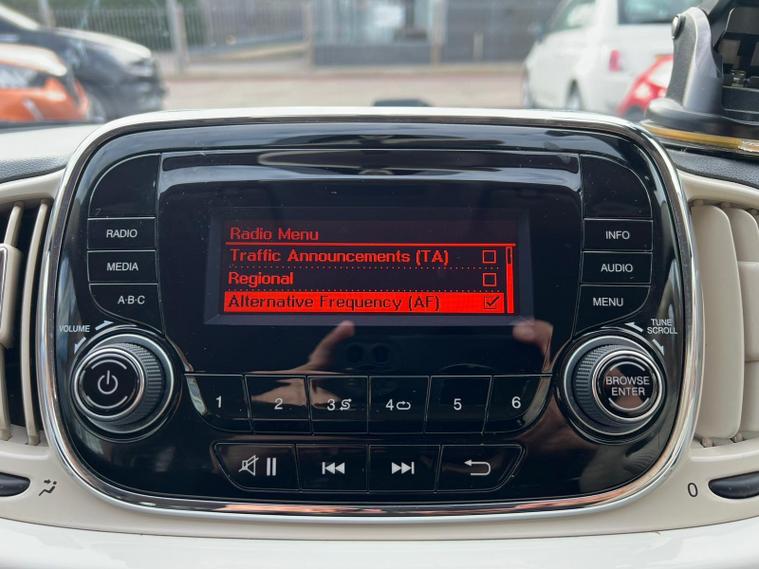 Radio Menu
Traffic Announcements (TA)
Regional
Alternative Frequency (AF)
RADIO
MEDIA
A·B·C
INFO
AUDIO
MENU
VOLUME
TUNE
SCROLL
BROWSE
ENTER
1
2
3
4
5
6
0